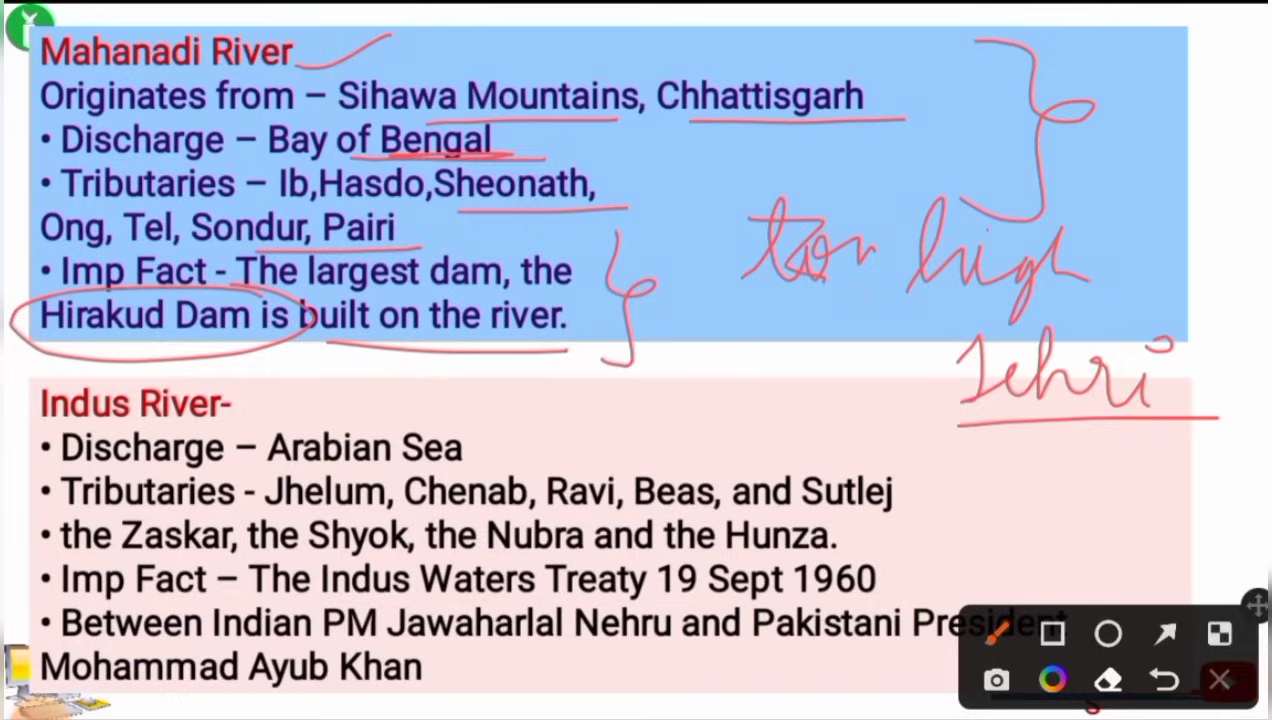 Mahanadi River
Originates from – Sihawa Mountains, Chhattisgarh
• Discharge – Bay of Bengal
• Tributaries – Ib,Hasdo,Sheonath,
Ong, Tel, Sondur, Pairi
• Imp Fact - The largest dam, the
Hirakud Dam is built on the river.
high
Tehri
Indus River-
• Discharge – Arabian Sea
• Tributaries - Jhelum, Chenab, Ravi, Beas, and Sutlej
• the Zaskar, the Shyok, the Nubra and the Hunza.
• Imp Fact – The Indus Waters Treaty 19 Sept 1960
• Between Indian PM Jawaharlal Nehru and Pakistani President
Mohammad Ayub Khan